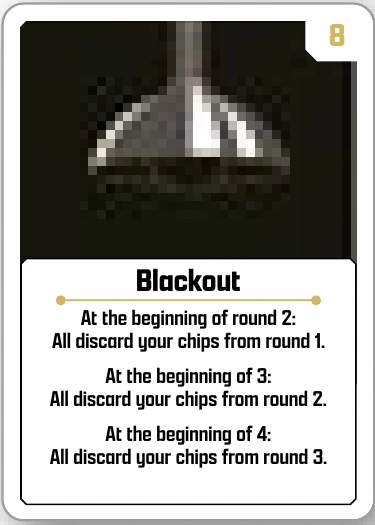 8
Blackout
At the beginning of round 2:
All discard your chips from round 1.
At the beginning of 3:
All discard your chips from round 2.
At the beginning of 4:
All discard your chips from round 3.